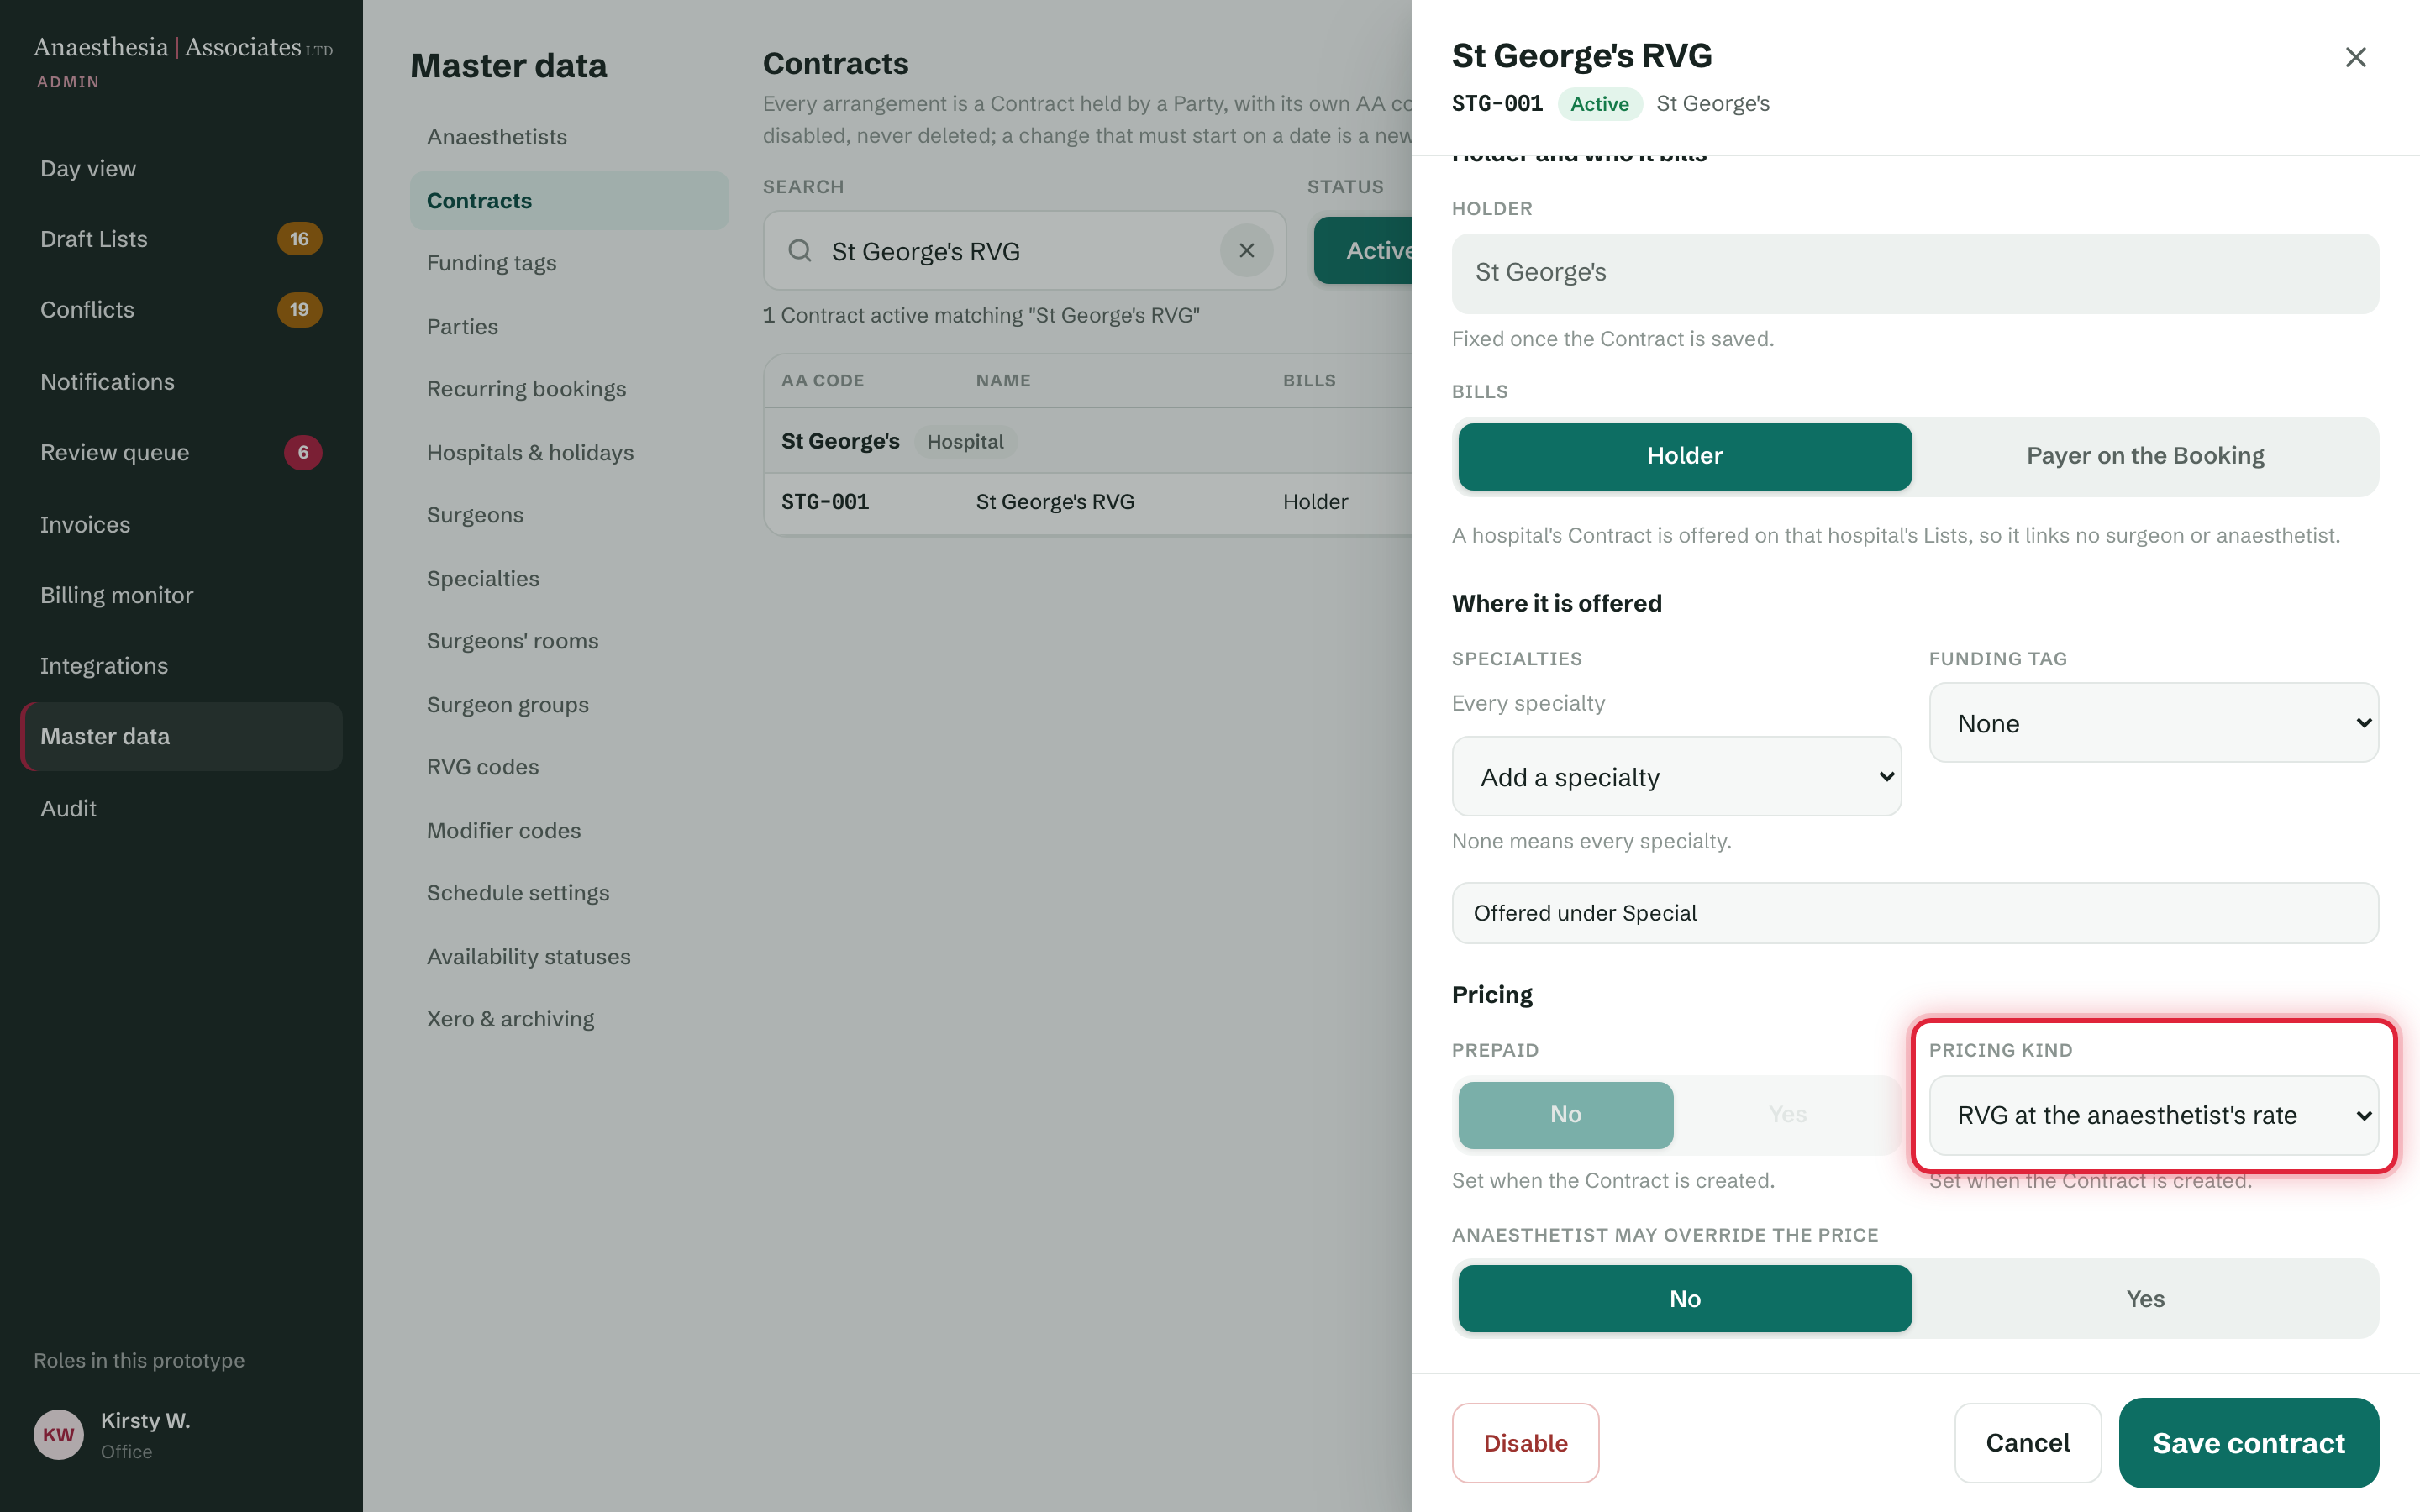 Anaesthesia | Associates LTD
ADMIN
Day view
Draft Lists 16
Conflicts 19
Notifications
Review queue 6
Invoices
Billing monitor
Integrations
Master data
Audit
Roles in this prototype
KW
Kirsty W.
Office
Master data
Anaesthetists
Contracts
Funding tags
Parties
Recurring bookings
Hospitals & holidays
Surgeons
Specialties
Surgeons' rooms
Surgeon groups
RVG codes
Modifier codes
Schedule settings
Availability statuses
Xero & archiving
Contracts
Every arrangement is a Contract held by a Party, with its own AA
disabled, never deleted; a change that must start on a date is a new
SEARCH STATUS
St George's RVG
Active
1 Contract active matching "St George's RVG"
AA CODE NAME BILLS
St George's Hospital
STG-001 St George's RVG Holder
St George's RVG
STG-001 Active St George's
Holder and who it bills
HOLDER
St George's
Fixed once the Contract is saved.
BILLS
Holder Payer on the Booking
A hospital's Contract is offered on that hospital's Lists, so it links no surgeon or anaesthetist.
Where it is offered
SPECIALTIES FUNDING TAG
Every specialty
None
Add a specialty
None means every specialty.
Offered under Special
Pricing
PREPAID PRICING KIND
No Yes RVG at the anaesthetist's rate
Set when the Contract is created. Set when the Contract is created.
ANAESTHETIST MAY OVERRIDE THE PRICE
No Yes
Disable Cancel Save contract